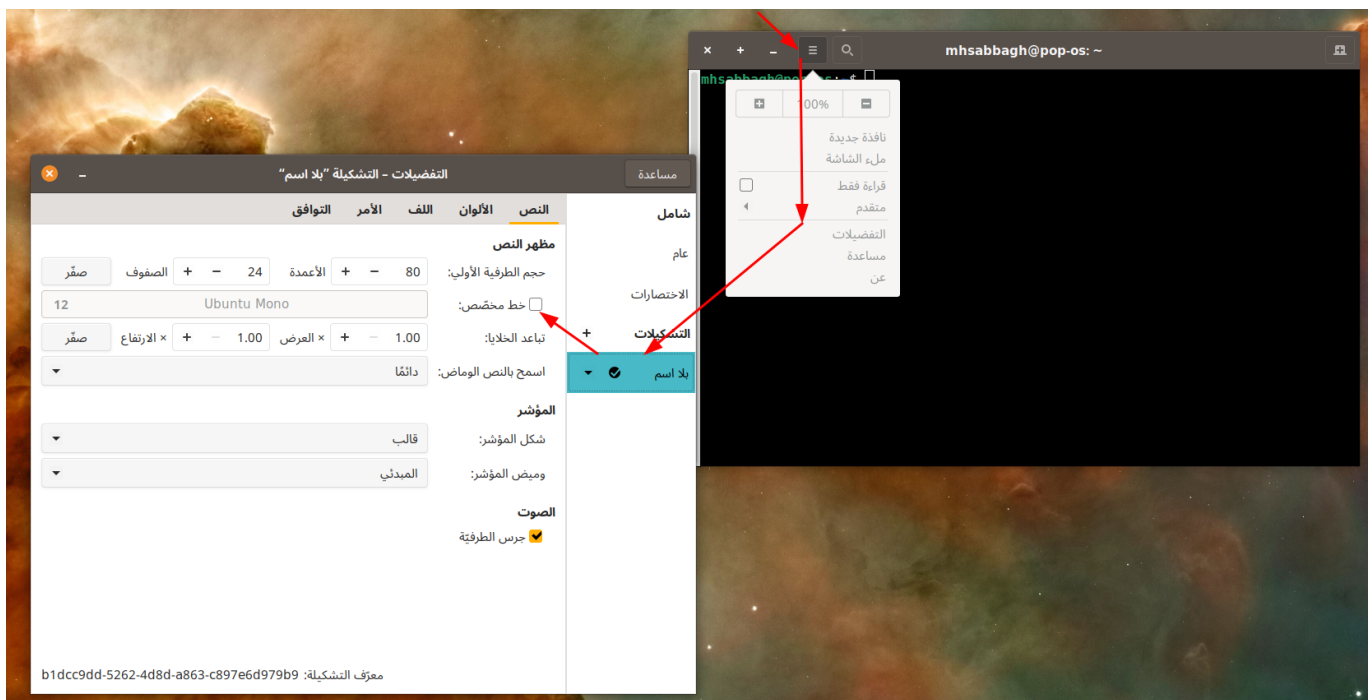 mhsabbagh@pop-os: ~
mhsabbagh@pop-os:~$
100%
نافذة جديدة
ملء الشاشة
قراءة فقط
متقدم
التفضيلات
مساعدة
عن
مساعدة
التفضيلات – التشكيلة “بلا اسم”
شامل
عام
الاختصارات
التشكيلات +
بلا اسم
النص الألوان اللف الأمر التوافق
مظهر النص
حجم الطرفية الأولي: 80 − + الأعمدة 24 − + الصفوف صفّر
خط مخصّص: Ubuntu Mono 12
تباعد الخلايا: 1.00 − + × العرض 1.00 − + × الارتفاع صفّر
اسمح بالنص الوماض: دائمًا
المؤشر
شكل المؤشر: قالب
وميض المؤشر: المبدئي
الصوت
جرس الطرفيّة
معرّف التشكيلة: b1dcc9dd-5262-4d8d-a863-c897e6d979b9